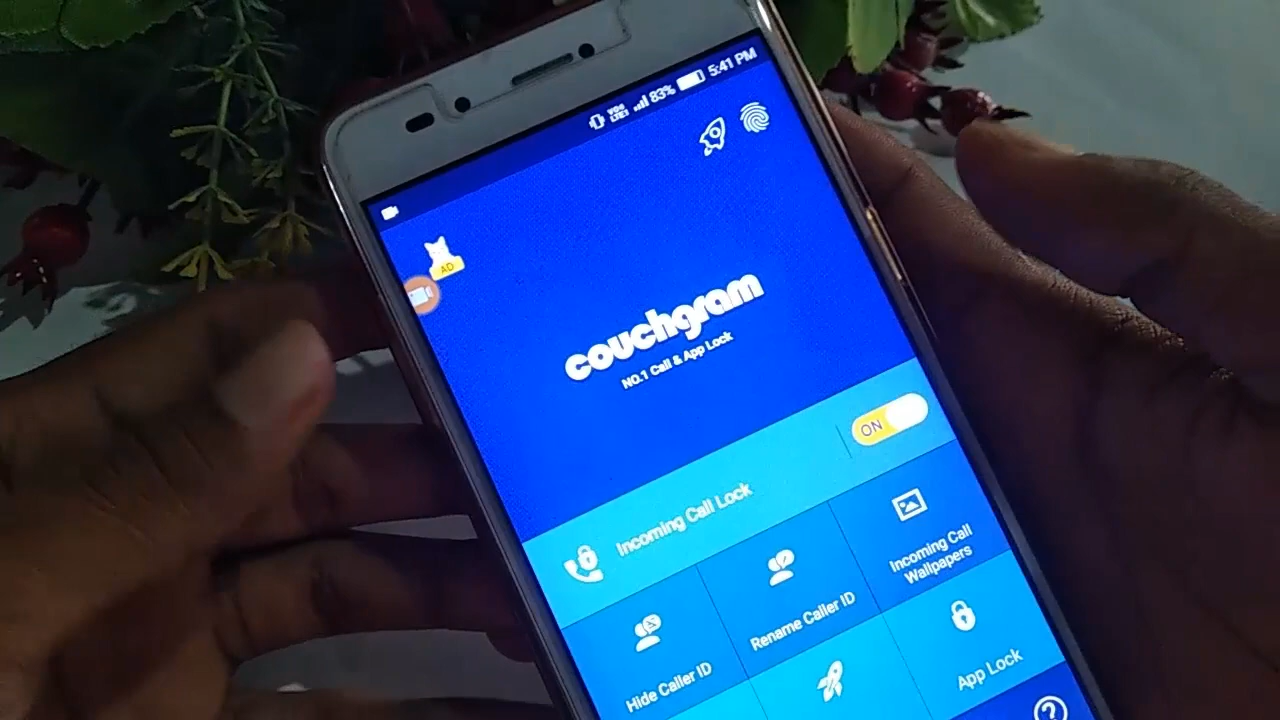 VoLTE 83% 5:41 PM
AD
couchgram
NO.1 Call & App Lock
ON
Incoming Call Lock
Hide Caller ID
Rename Caller ID
Incoming Call
Wallpapers
App Lock